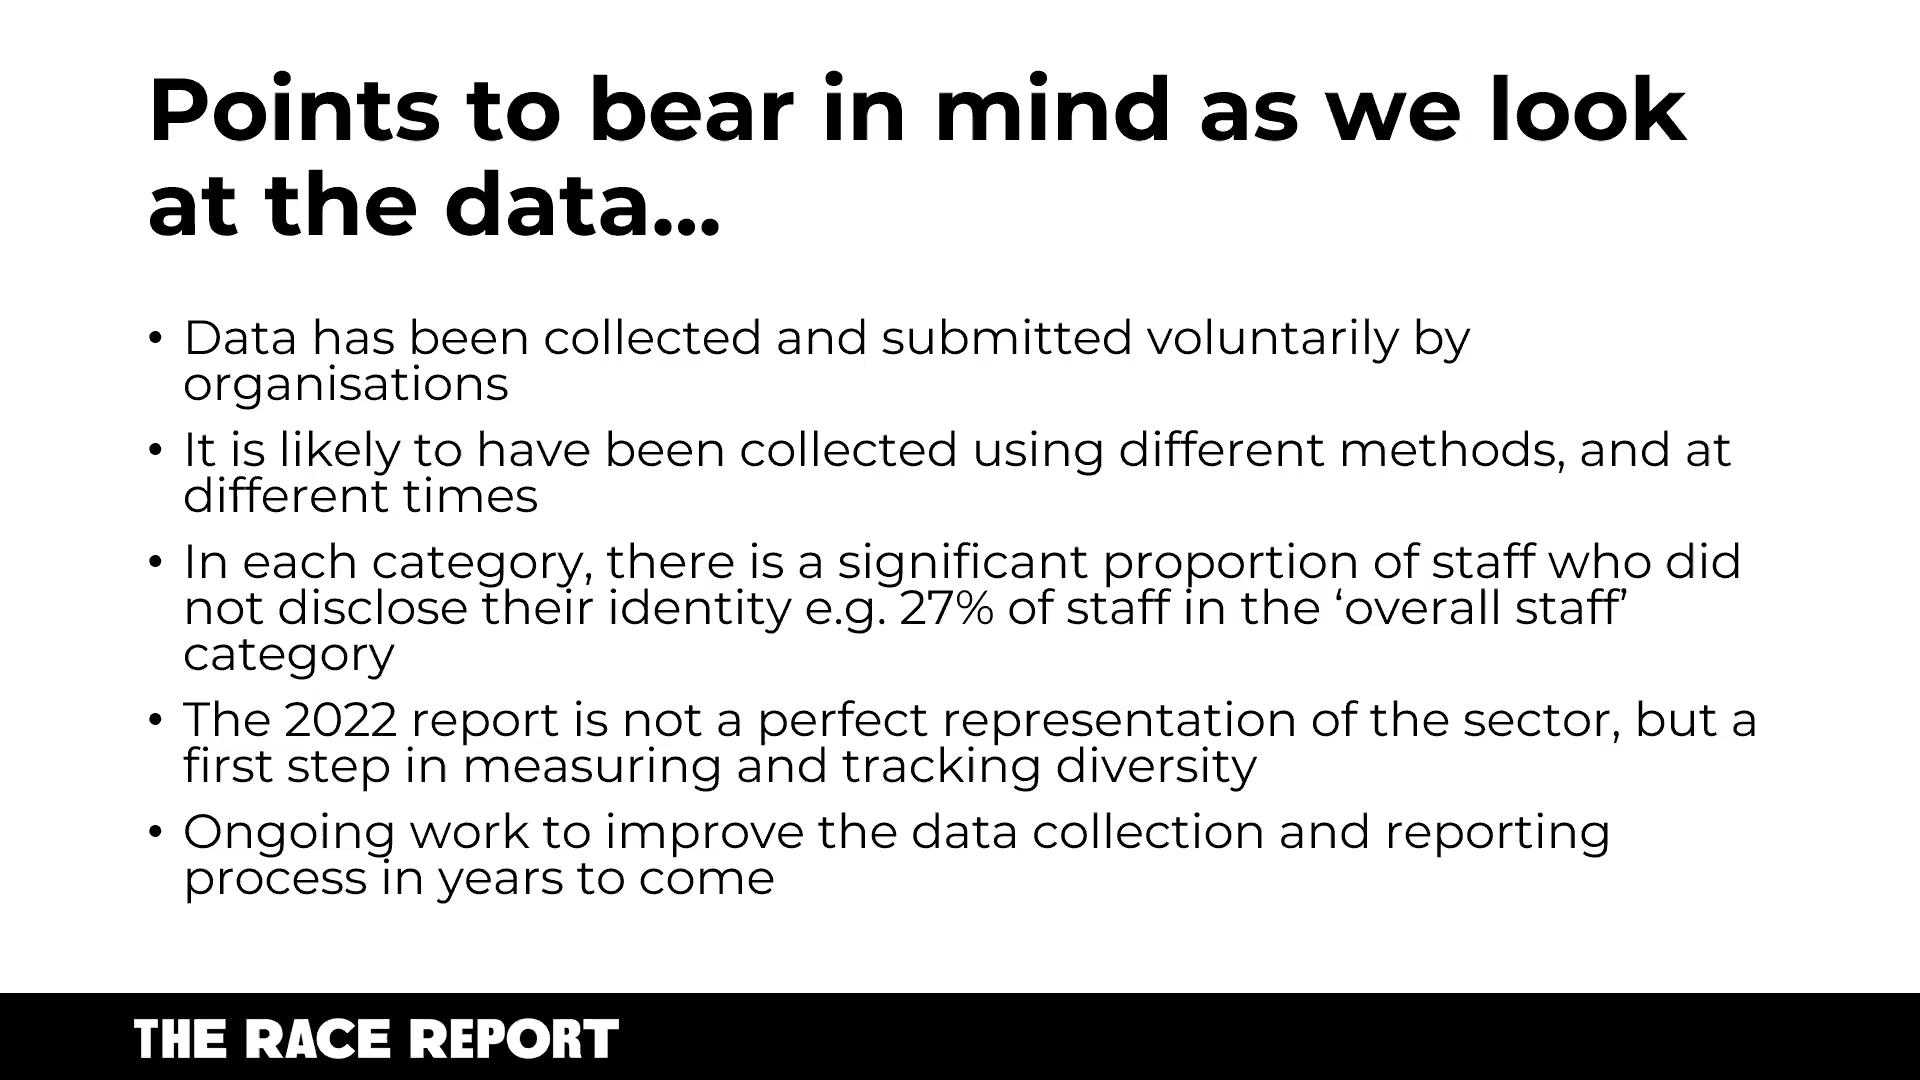 Points to bear in mind as we look
at the data...
• Data has been collected and submitted voluntarily by
organisations
• It is likely to have been collected using different methods, and at
different times
• In each category, there is a significant proportion of staff who did
not disclose their identity e.g. 27% of staff in the ‘overall staff’
category
• The 2022 report is not a perfect representation of the sector, but a
first step in measuring and tracking diversity
• Ongoing work to improve the data collection and reporting
process in years to come
THE RACE REPORT